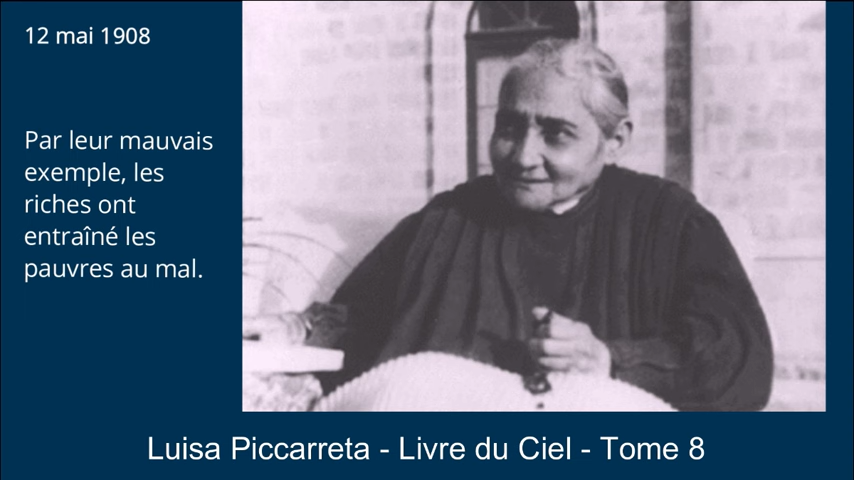 12 mai 1908
Par leur mauvais
exemple, les
riches ont
entraîné les
pauvres au mal.
Luisa Piccarreta - Livre du Ciel - Tome 8